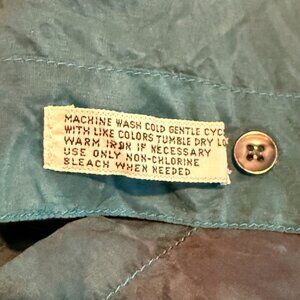 MACHINE WASH COLD GENTLE CYC
WITH LIKE COLORS TUMBLE DRY LO
WARM IRON IF NECESSARY
USE ONLY NON-CHLORINE
BLEACH WHEN NEEDED